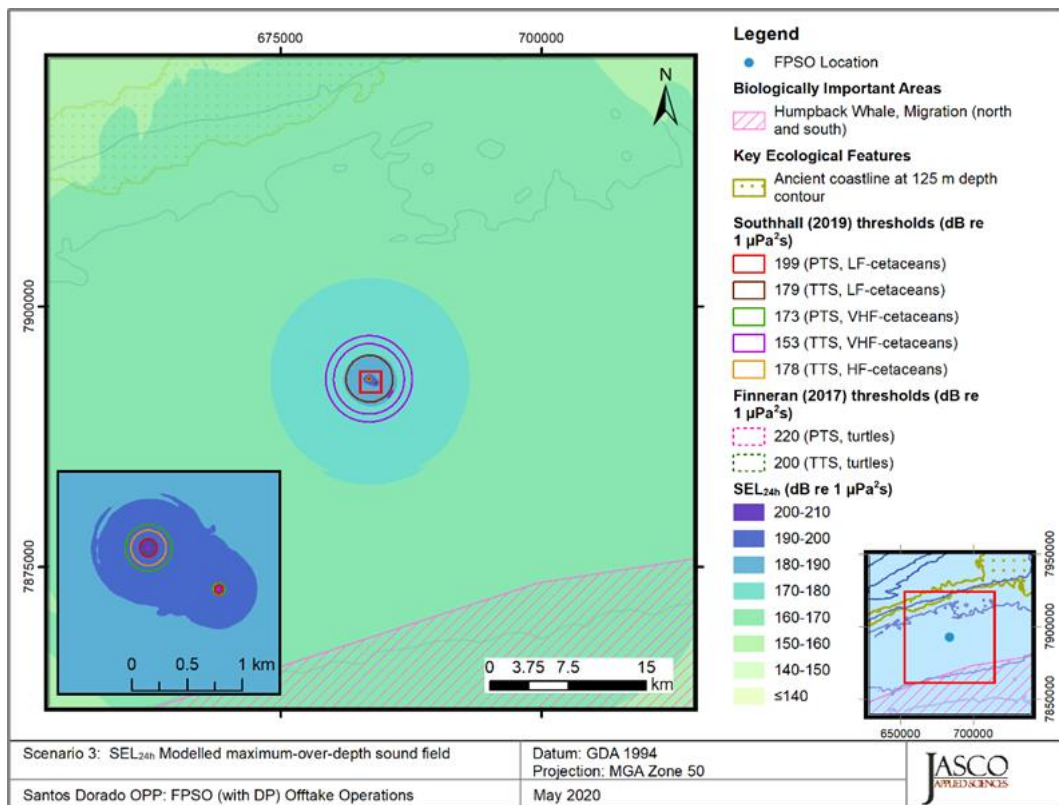 675000
700000
7900000
7875000
N
0 0.5 1 km
0 3.75 7.5 15
km
Legend
FPSO Location
Biologically Important Areas
Humpback Whale, Migration (north
and south)
Key Ecological Features
Ancient coastline at 125 m depth
contour
Southhall (2019) thresholds (dB re
1 µPa²s)
199 (PTS, LF-cetaceans)
179 (TTS, LF-cetaceans)
173 (PTS, VHF-cetaceans)
153 (TTS, VHF-cetaceans)
178 (TTS, HF-cetaceans)
Finneran (2017) thresholds (dB re
1 µPa²s)
220 (PTS, turtles)
200 (TTS, turtles)
SEL24h (dB re 1 µPa²s)
200-210
190-200
180-190
170-180
160-170
150-160
140-150
≤140
7950000
7900000
7850000
650000 700000
Scenario 3: SEL24h Modelled maximum-over-depth sound field
Datum: GDA 1994
Projection: MGA Zone 50
Santos Dorado OPP: FPSO (with DP) Offtake Operations
May 2020
JASCO
APPLIED SCIENCES